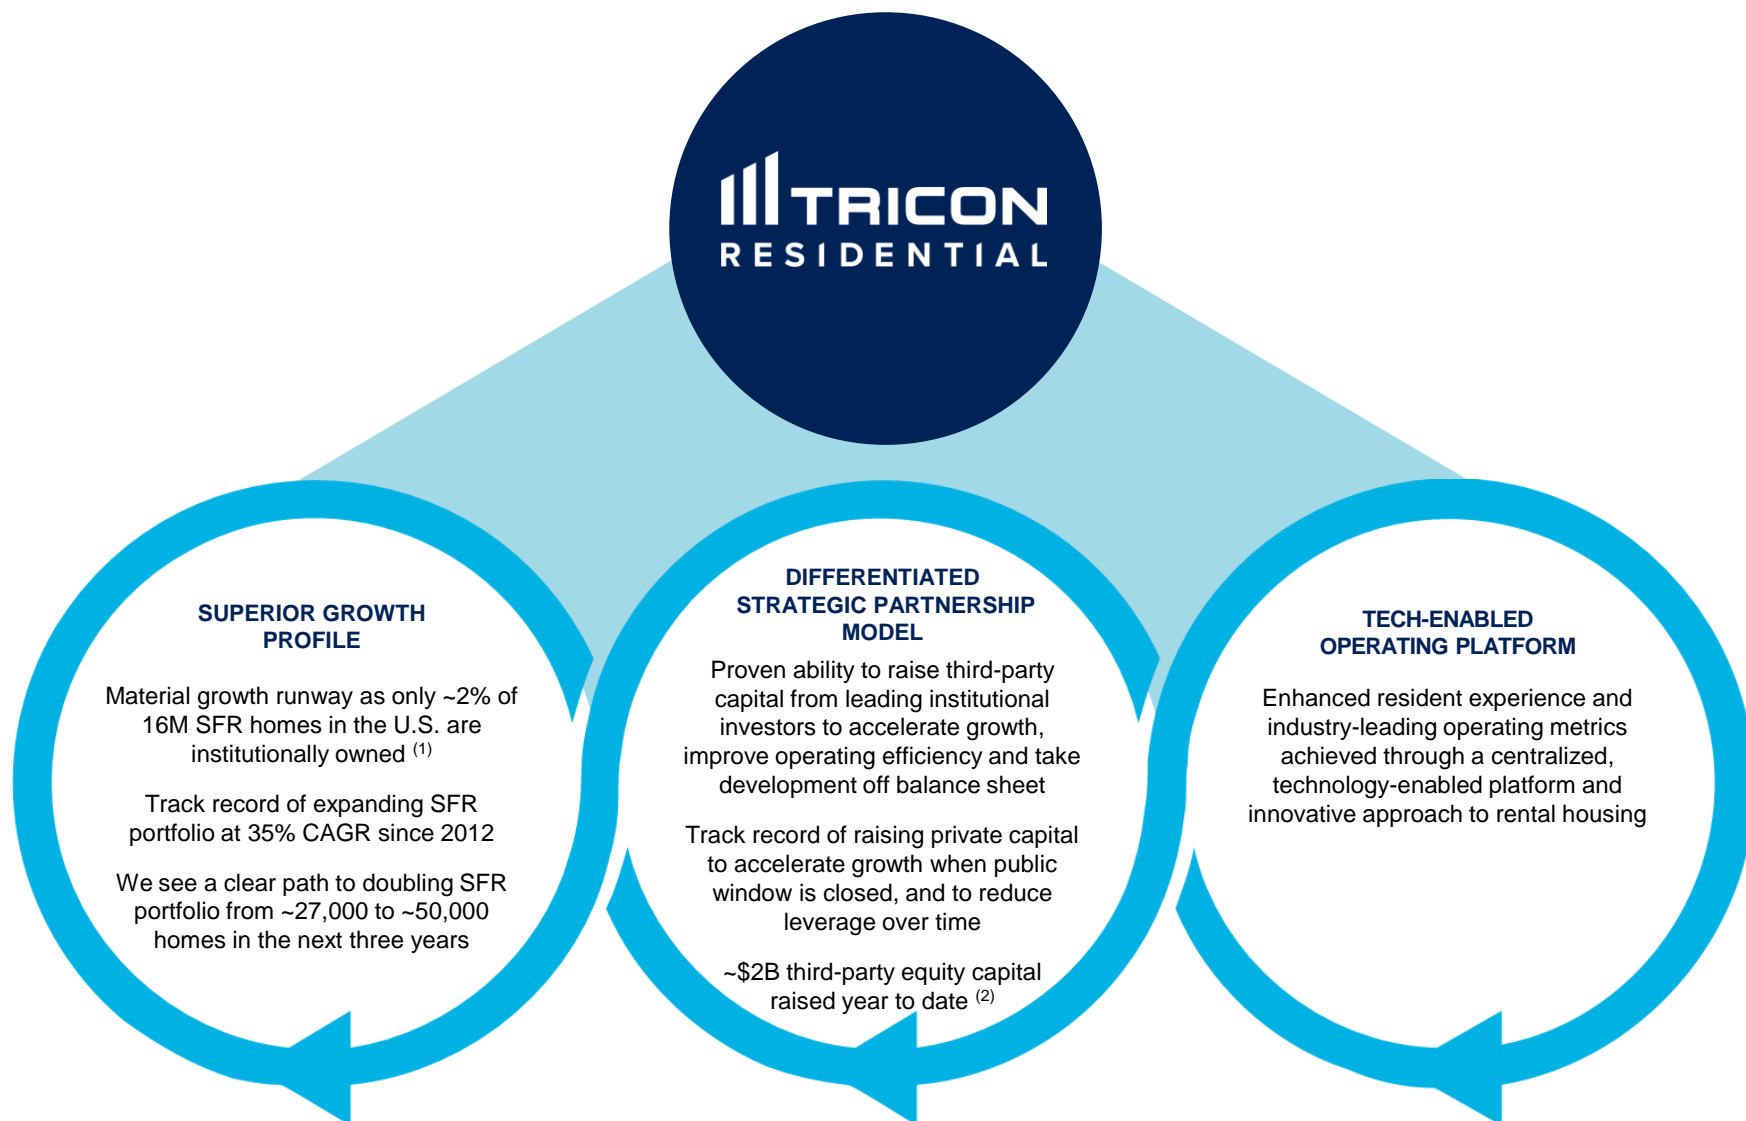 TRICON
RESIDENTIAL
SUPERIOR GROWTH
PROFILE
Material growth runway as only ~2% of
16M SFR homes in the U.S. are
institutionally owned (1)
Track record of expanding SFR
portfolio at 35% CAGR since 2012
We see a clear path to doubling SFR
portfolio from ~27,000 to ~50,000
homes in the next three years
DIFFERENTIATED
STRATEGIC PARTNERSHIP
MODEL
Proven ability to raise third-party
capital from leading institutional
investors to accelerate growth,
improve operating efficiency and take
development off balance sheet
Track record of raising private capital
to accelerate growth when public
window is closed, and to reduce
leverage over time
~$2B third-party equity capital
raised year to date (2)
TECH-ENABLED
OPERATING PLATFORM
Enhanced resident experience and
industry-leading operating metrics
achieved through a centralized,
technology-enabled platform and
innovative approach to rental housing